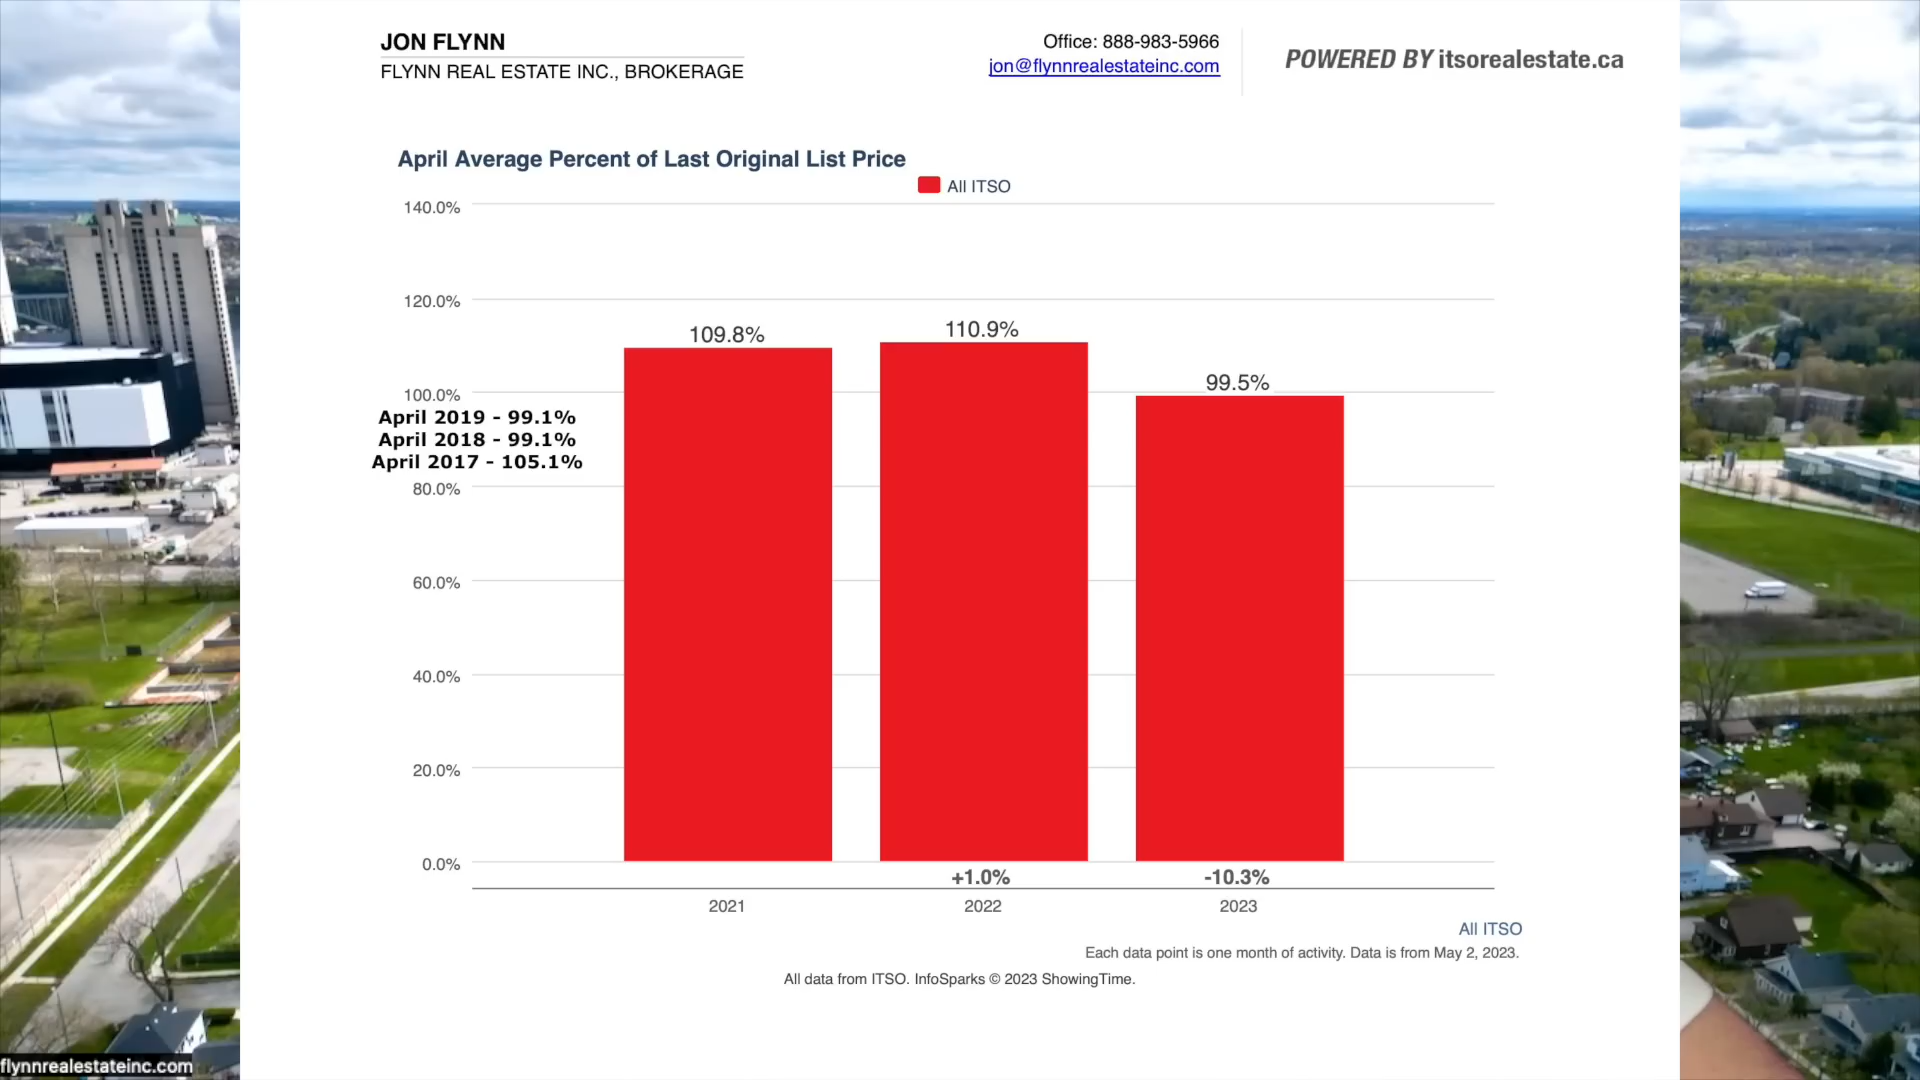 JON FLYNN
FLYNN REAL ESTATE INC., BROKERAGE
Office: 888-983-5966
jon@flynnrealestateinc.com
POWERED BY itsorealestate.ca
April Average Percent of Last Original List Price
All ITSO
140.0%
120.0%
109.8%
110.9%
100.0%
99.5%
April 2019 - 99.1%
April 2018 - 99.1%
April 2017 - 105.1%
80.0%
60.0%
40.0%
20.0%
0.0%
+1.0%
-10.3%
2021
2022
2023
All ITSO
Each data point is one month of activity. Data is from May 2, 2023.
All data from ITSO. InfoSparks © 2023 ShowingTime.
flynnrealestateinc.com